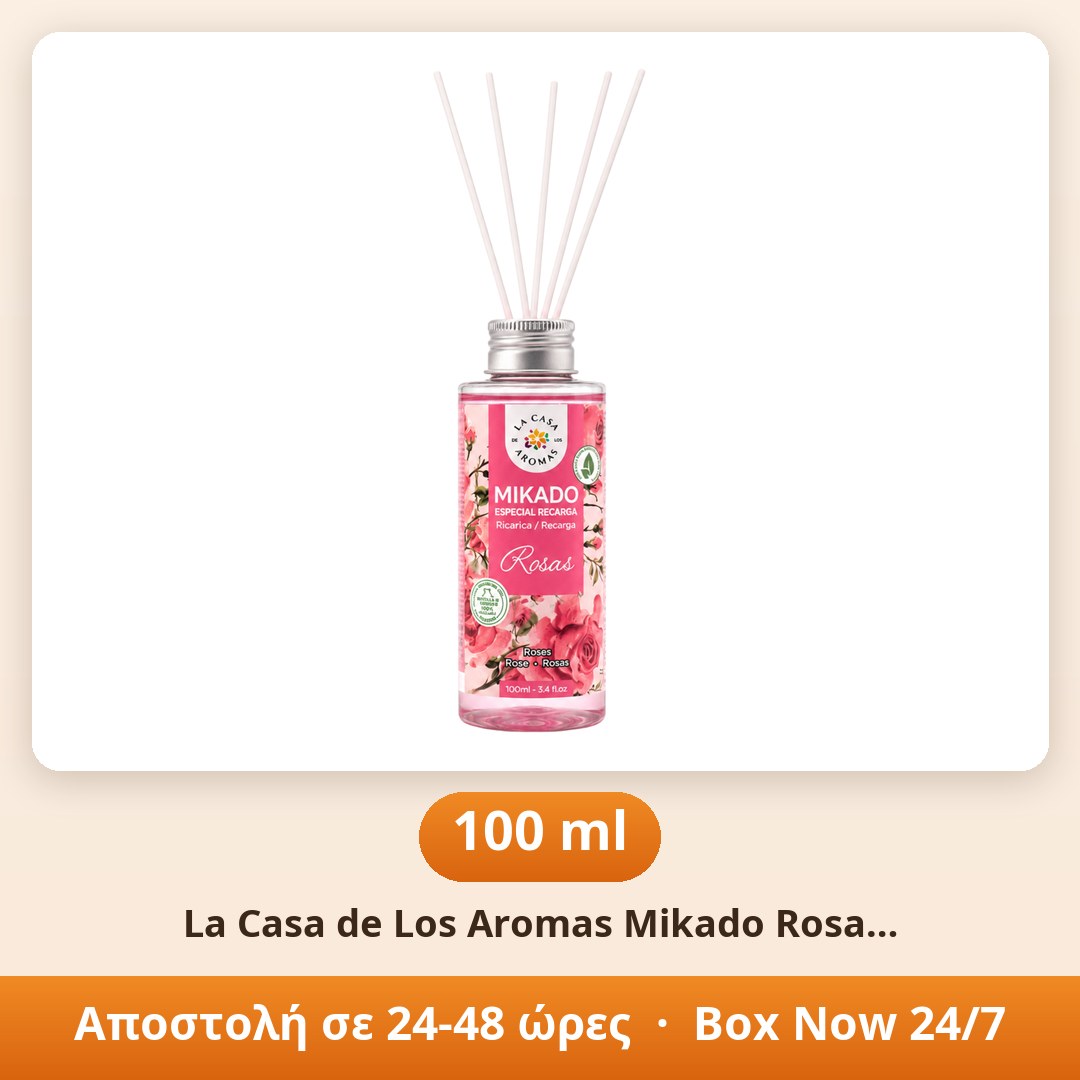 LA CASA
DE LOS
AROMAS
MIKADO
ESPECIAL RECARGA
Ricarica / Recarga
Rosas
Roses
Rose • Rosas
100ml - 3.4 fl.oz
100 ml
La Casa de Los Aromas Mikado Rosa...
Αποστολή σε 24-48 ώρες · Box Now 24/7